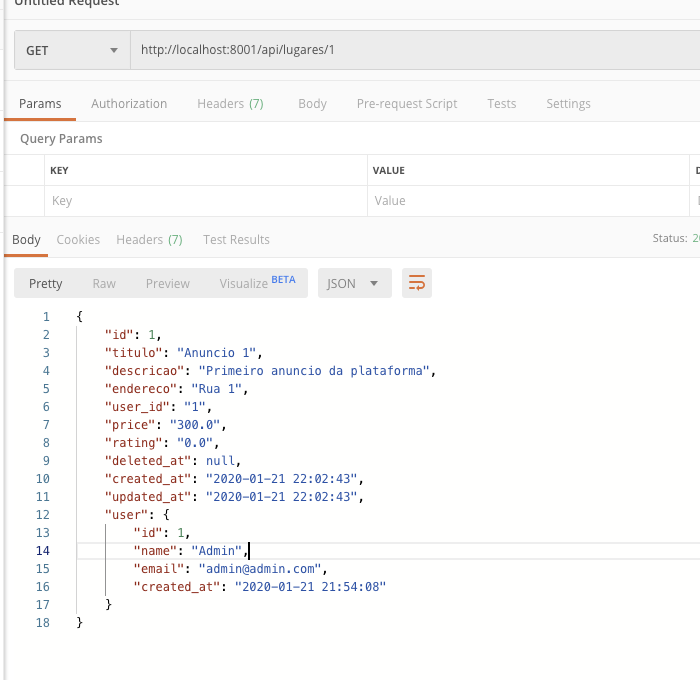 Untitled Request
GET http://localhost:8001/api/lugares/1
Params Authorization Headers (7) Body Pre-request Script Tests Settings
Query Params
KEY VALUE
Key Value
Body Cookies Headers (7) Test Results Status: 2
Pretty Raw Preview Visualize BETA JSON
1 {
2 "id": 1,
3 "titulo": "Anuncio 1",
4 "descricao": "Primeiro anuncio da plataforma",
5 "endereco": "Rua 1",
6 "user_id": "1",
7 "price": "300.0",
8 "rating": "0.0",
9 "deleted_at": null,
10 "created_at": "2020-01-21 22:02:43",
11 "updated_at": "2020-01-21 22:02:43",
12 "user": {
13 "id": 1,
14 "name": "Admin",
15 "email": "admin@admin.com",
16 "created_at": "2020-01-21 21:54:08"
17 }
18 }